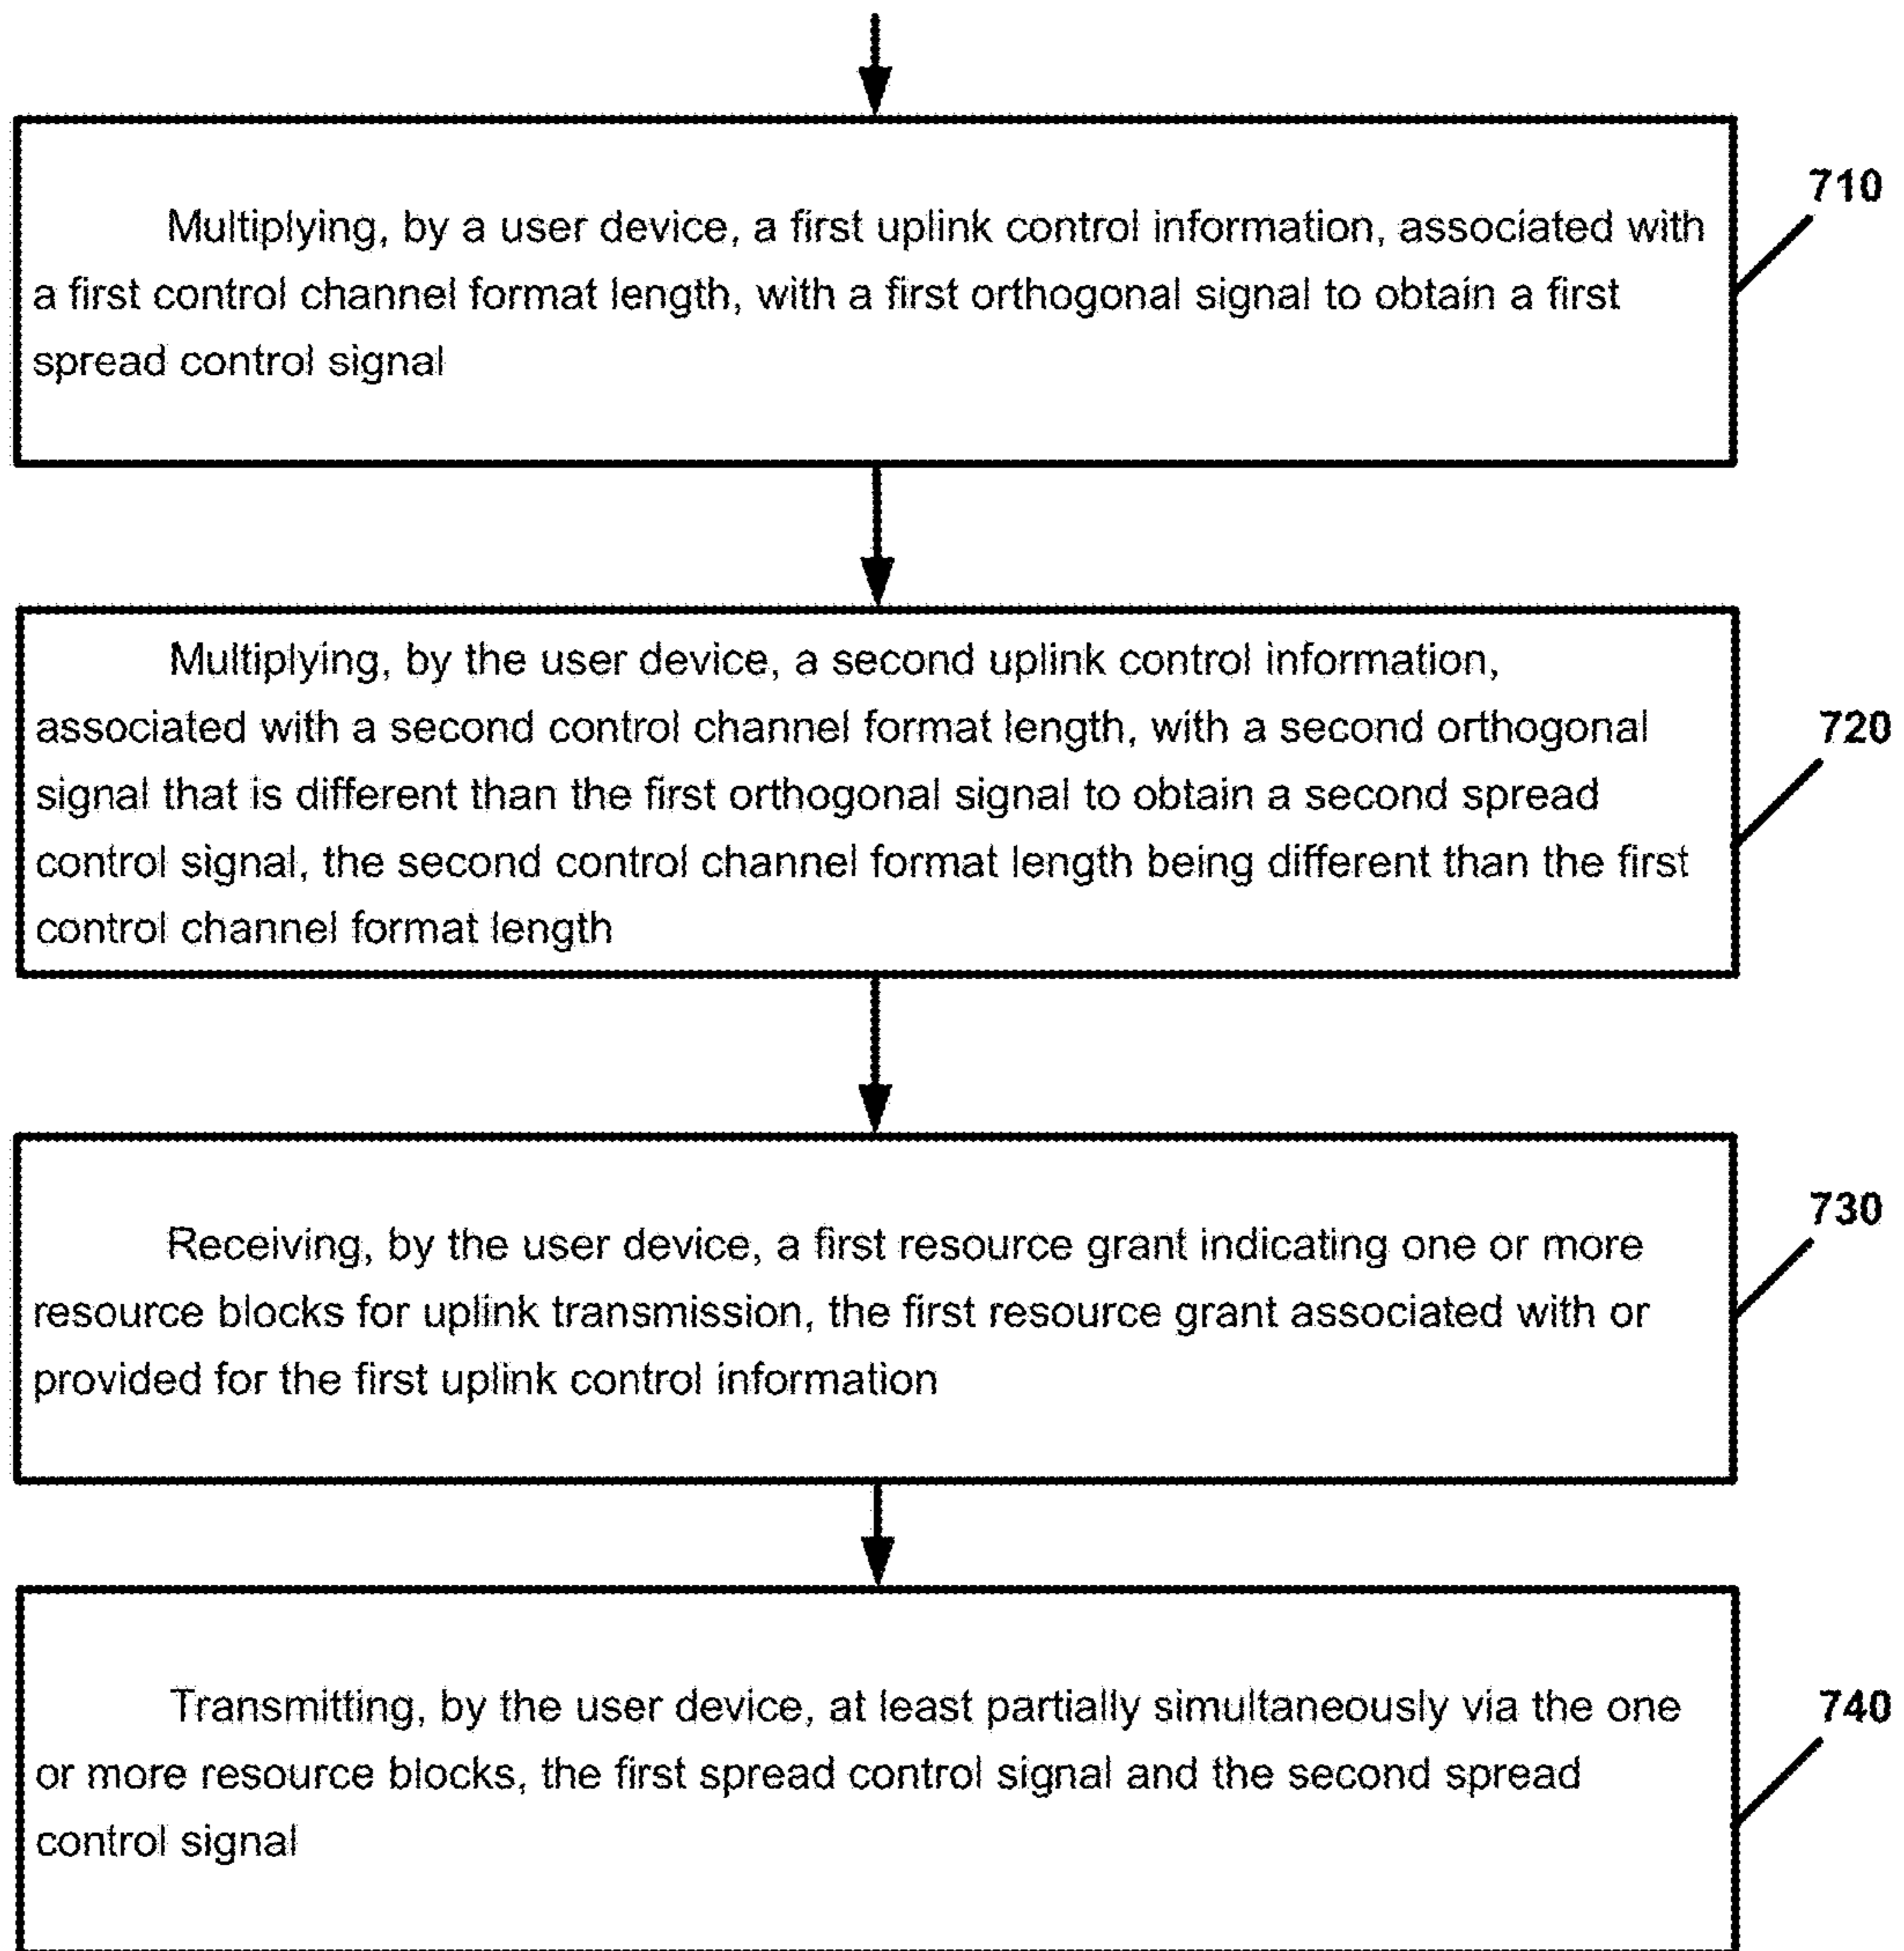 710
Multiplying, by a user device, a first uplink control information, associated with
a first control channel format length, with a first orthogonal signal to obtain a first
spread control signal
Multiplying, by the user device, a second uplink control information,
associated with a second control channel format length, with a second orthogonal
signal that is different than the first orthogonal signal to obtain a second spread
control signal, the second control channel format length being different than the first
control channel format length
720
Receiving, by the user device, a first resource grant indicating one or more
resource blocks for uplink transmission, the first resource grant associated with or
provided for the first uplink control information
730
Transmitting, by the user device, at least partially simultaneously via the one
or more resource blocks, the first spread control signal and the second spread
control signal
740